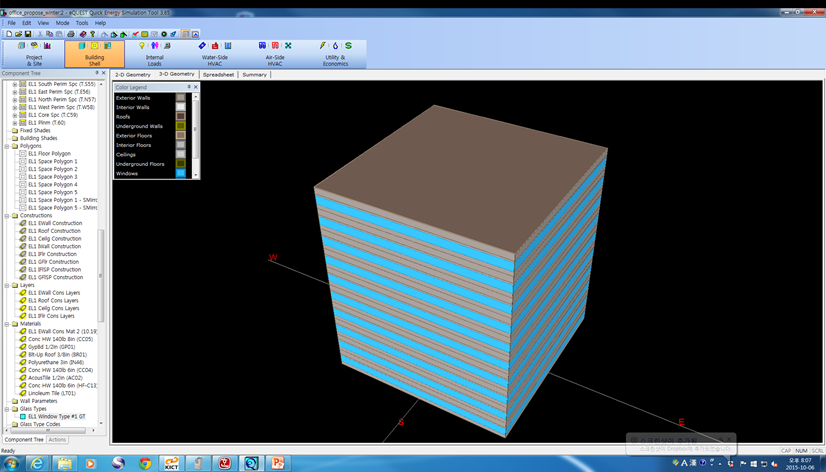 office_propose_winter.2 - eQUEST Quick Energy Simulation Tool 3.65
File Edit View Mode Tools Help
Project & Site
Building Shell
Internal Loads
Water-Side HVAC
Air-Side HVAC
Utility & Economics
Component Tree
2-D Geometry 3-D Geometry Spreadsheet Summary
EL1 South Perim Spc (T.S55)
EL1 East Perim Spc (T.E56)
EL1 North Perim Spc (T.N57)
EL1 West Perim Spc (T.W58)
EL1 Core Spc (T.C59)
EL1 Plnm (T.60)
Fixed Shades
Building Shades
Polygons
EL1 Floor Polygon
EL1 Space Polygon 1
EL1 Space Polygon 2
EL1 Space Polygon 3
EL1 Space Polygon 4
EL1 Space Polygon 5
EL1 Space Polygon 1 - SMirro
EL1 Space Polygon 5 - SMirro
Constructions
EL1 EWall Construction
EL1 Roof Construction
EL1 Ceilg Construction
EL1 IWall Construction
EL1 IFlr Construction
EL1 GFlr Construction
EL1 IFISP Construction
EL1 GFISP Construction
Layers
EL1 EWall Cons Layers
EL1 Roof Cons Layers
EL1 Ceilg Cons Layers
EL1 IFlr Cons Layers
Materials
EL1 EWall Cons Mat 2 (10.19)
Conc HW 140lb 8in (CC05)
GypBd 1/2in (GP01)
Blt-Up Roof 3/8in (BR01)
Polyurethane 3in (IN46)
Conc HW 140lb 6in (CC04)
AcousTile 1/2in (AC02)
Conc HW 140lb 6in (HF-C13)
Linoleum Tile (LT01)
Wall Parameters
Glass Types
EL1 Window Type #1 GT
Glass Type Codes
Component Tree Actions
Color Legend
Exterior Walls
Interior Walls
Roofs
Underground Walls
Exterior Floors
Interior Floors
Ceilings
Underground Floors
Windows
W
S
E
CAP NUM SCRL
KICT
A 漢
오후 8:07
2015-10-06